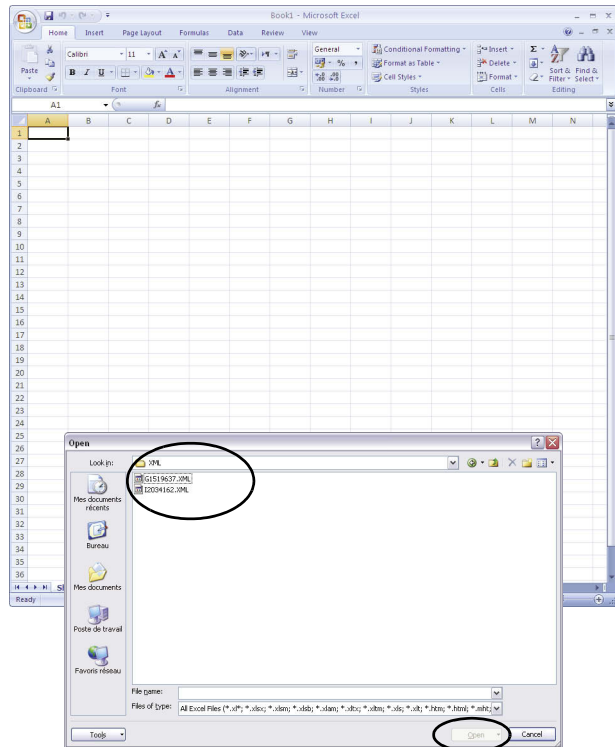 Book1 - Microsoft Excel
Home Insert Page Layout Formulas Data Review View
Calibri 11 A A General Conditional Formatting Insert Σ
Paste B I U A % Format as Table Delete Sort & Filter Find & Select
Cell Styles Format
Clipboard Font Alignment Number Styles Cells Editing
A1 fx
A B C D E F G H I J K L M N
1
2
3
4
5
6
7
8
9
10
11
12
13
14
15
16
17
18
19
20
21
22
23
24
25
26
27
28
29
30
31
32
33
34
35
36
Ready
Open
Look in: XML
G1519637.XML
I2034162.XML
Mes documents récents
Bureau
Mes documents
Poste de travail
Favoris réseau
File name:
Files of type: All Excel Files (*.xl*; *.xlsx; *.xlsm; *.xlsb; *.xlam; *.xltx; *.xltm; *.xls; *.xlt; *.htm; *.html; *.mht;
Tools Open Cancel